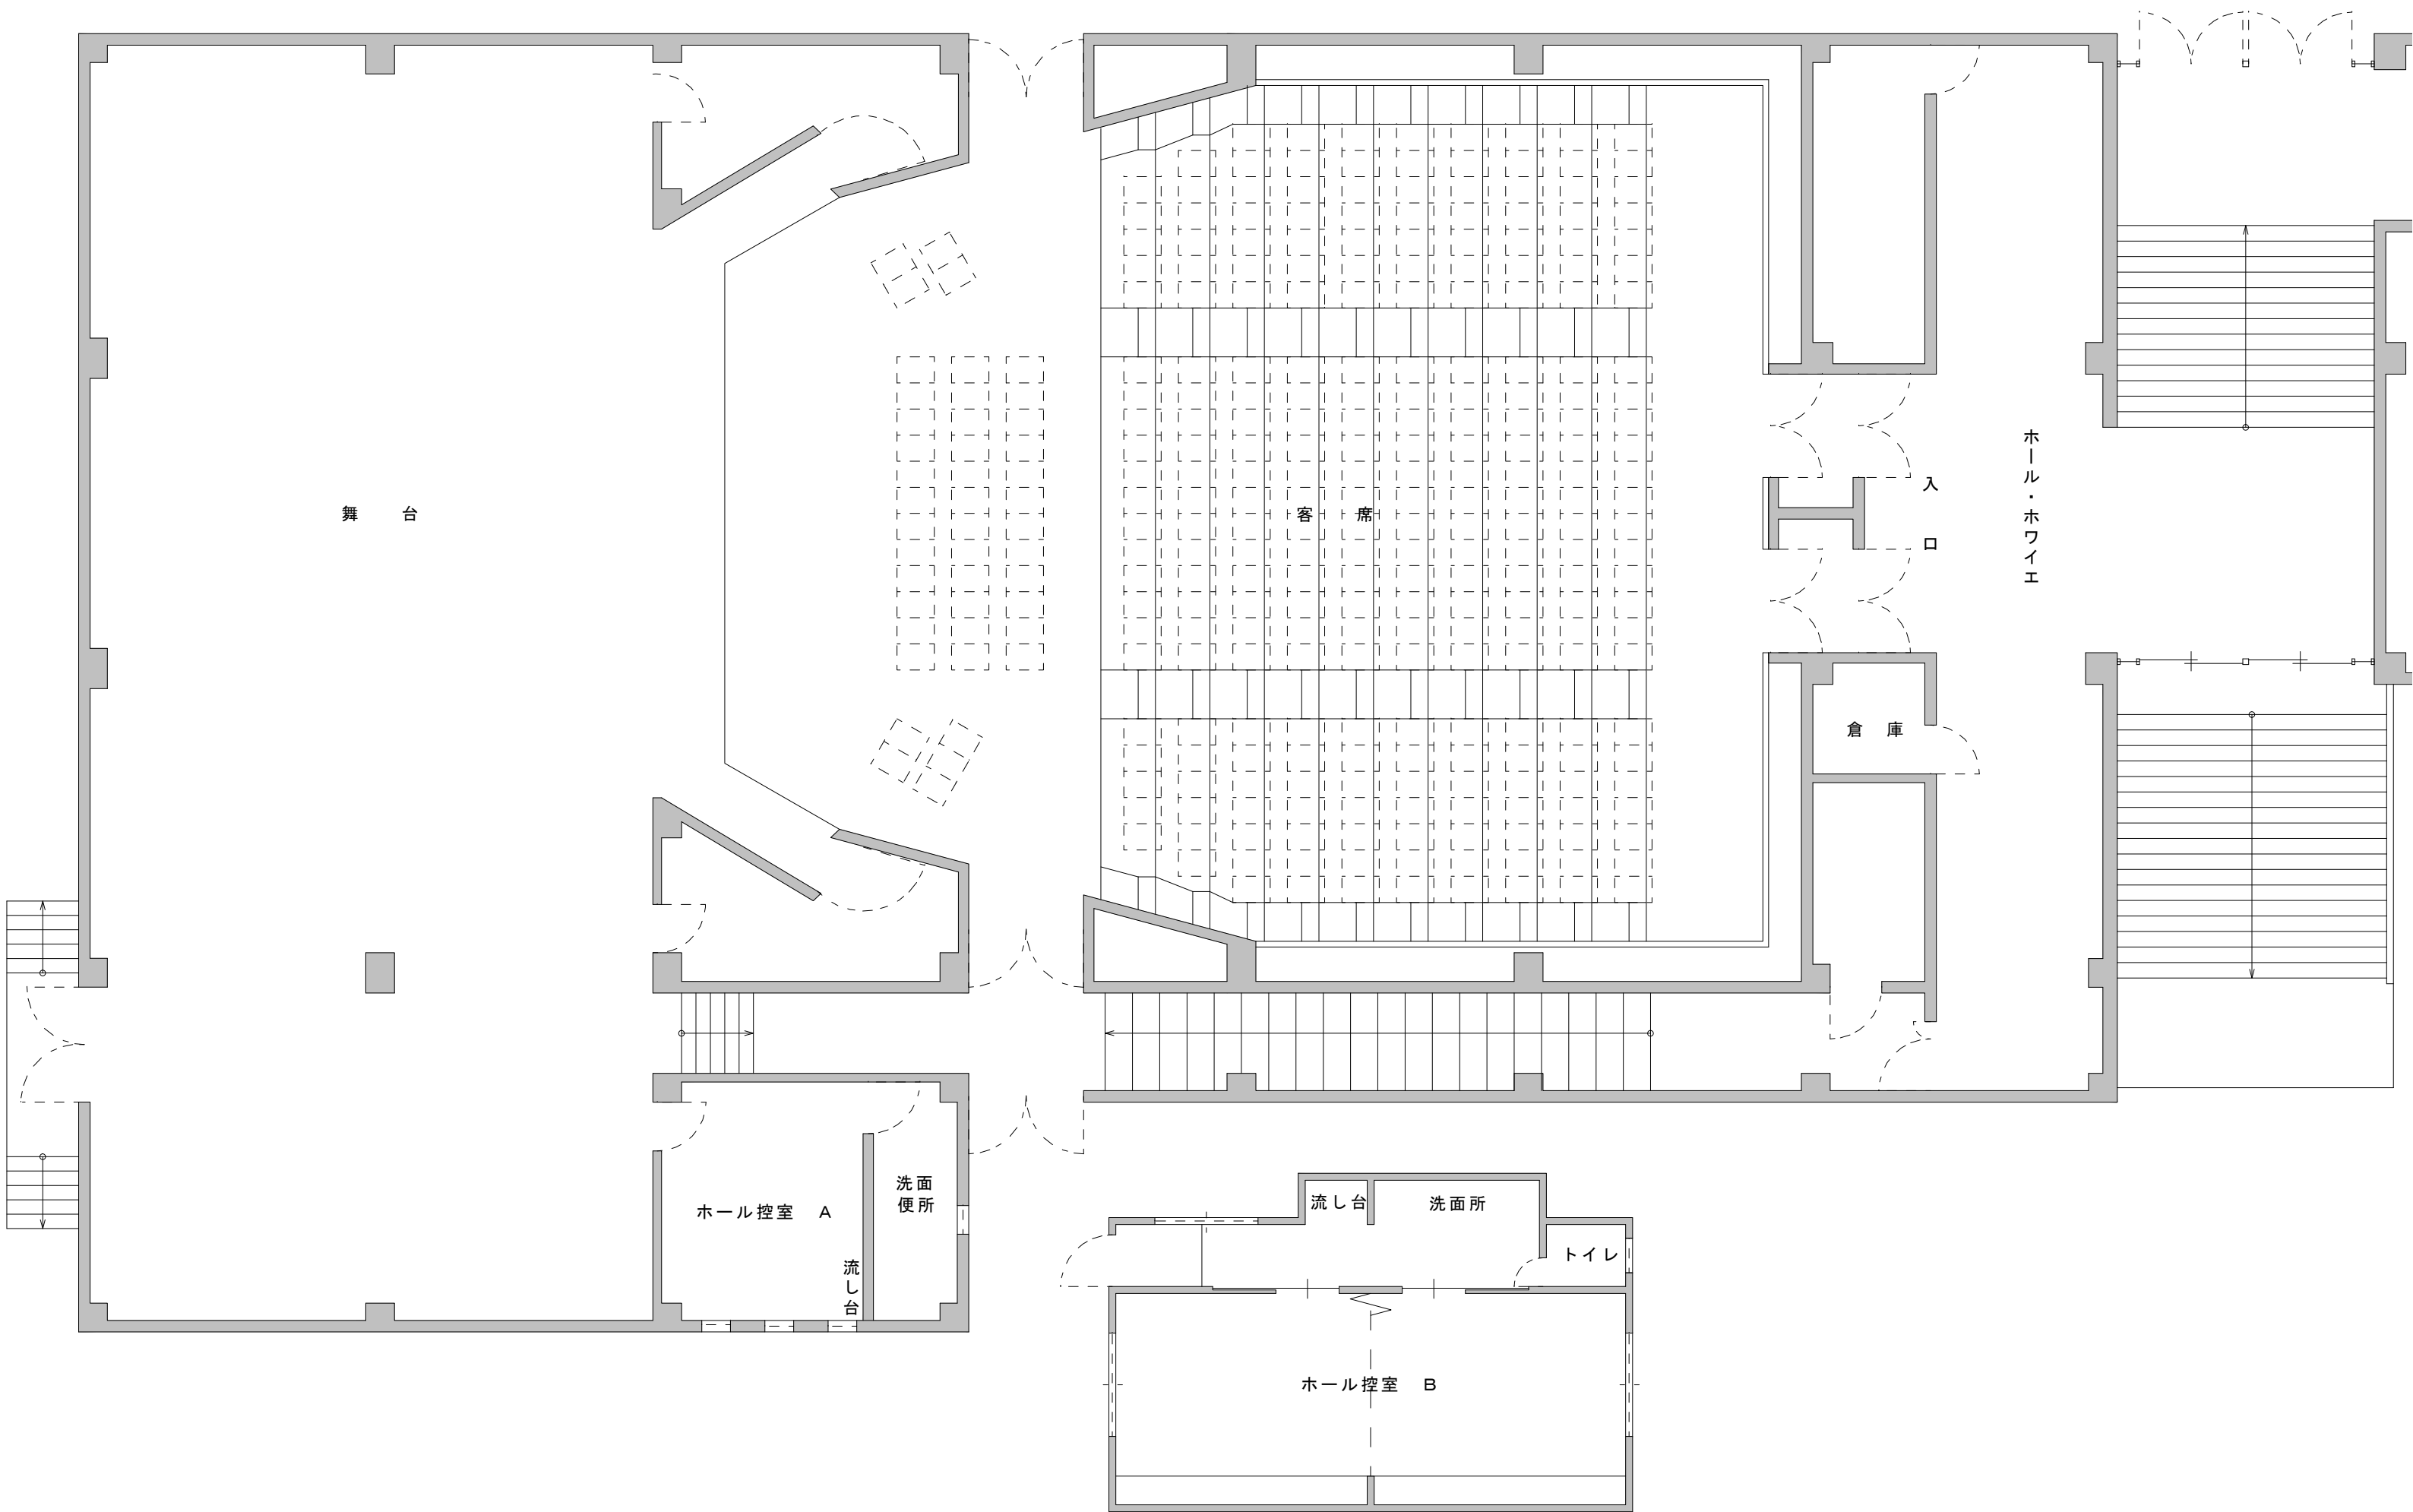 舞　台
客　席
入　口
ホール・ホワイエ
倉　庫
ホール控室　A
洗面
便所
流し台
流し台
洗面所
トイレ
ホール控室　B